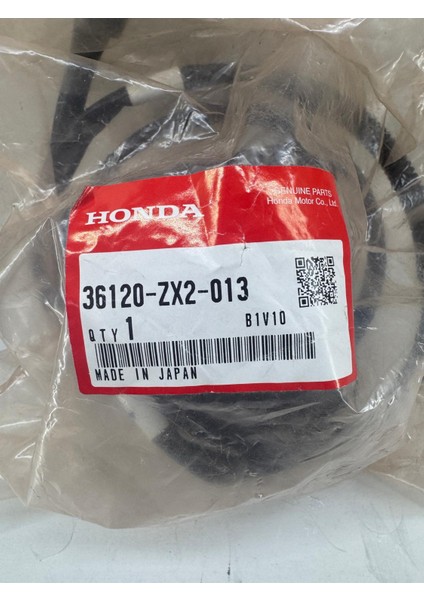 GENUINE PARTS
HONDA
Honda Motor Co., Ltd.
36120-ZX2-013
QTY 1
B1V10
MADE IN JAPAN